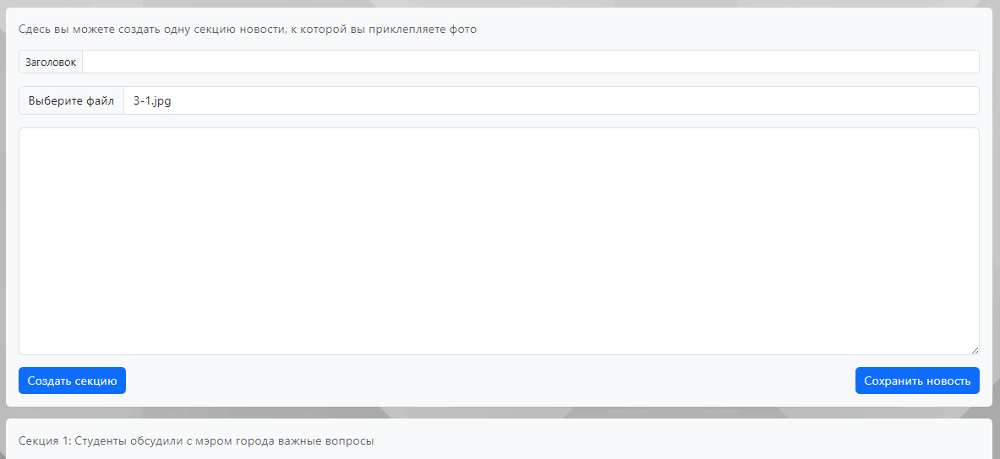 Сдесь вы можете создать одну секцию новости, к которой вы приклепляете фото
Заголовок
Выберите файл 3-1.jpg
Создать секцию Сохранить новость
Секция 1: Студенты обсудили с мэром города важные вопросы